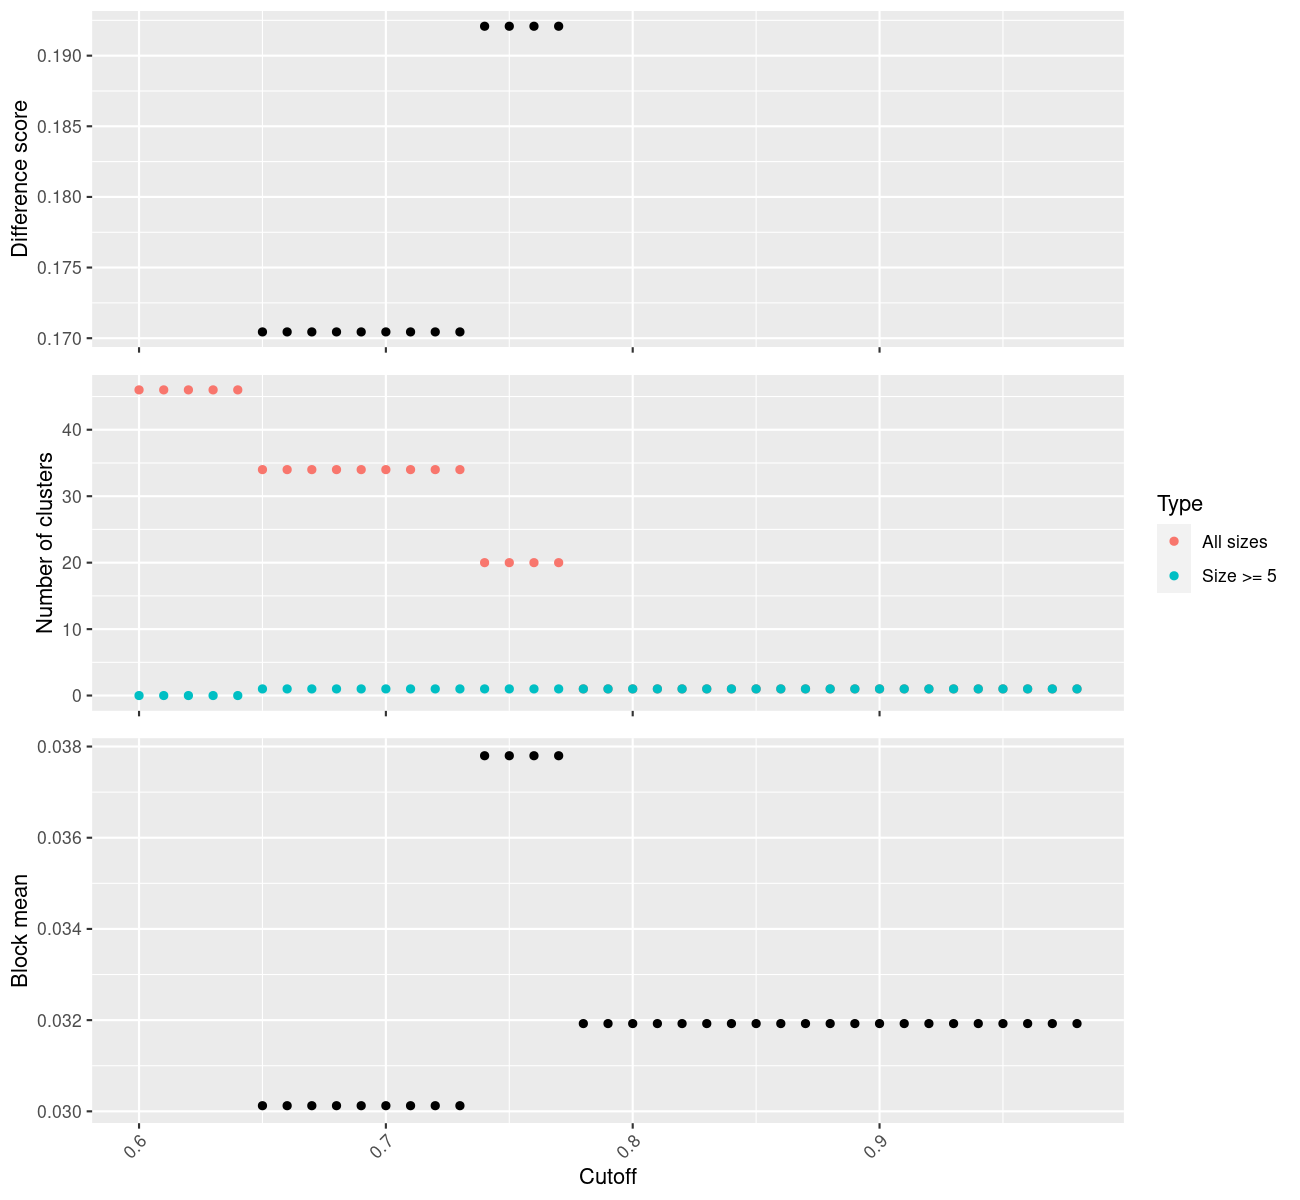 0.190
0.185
0.180
0.175
0.170
Difference score
40
30
20
10
0
Number of clusters
Type
All sizes
Size >= 5
0.038
0.036
0.034
0.032
0.030
Block mean
0.6
0.7
0.8
0.9
Cutoff